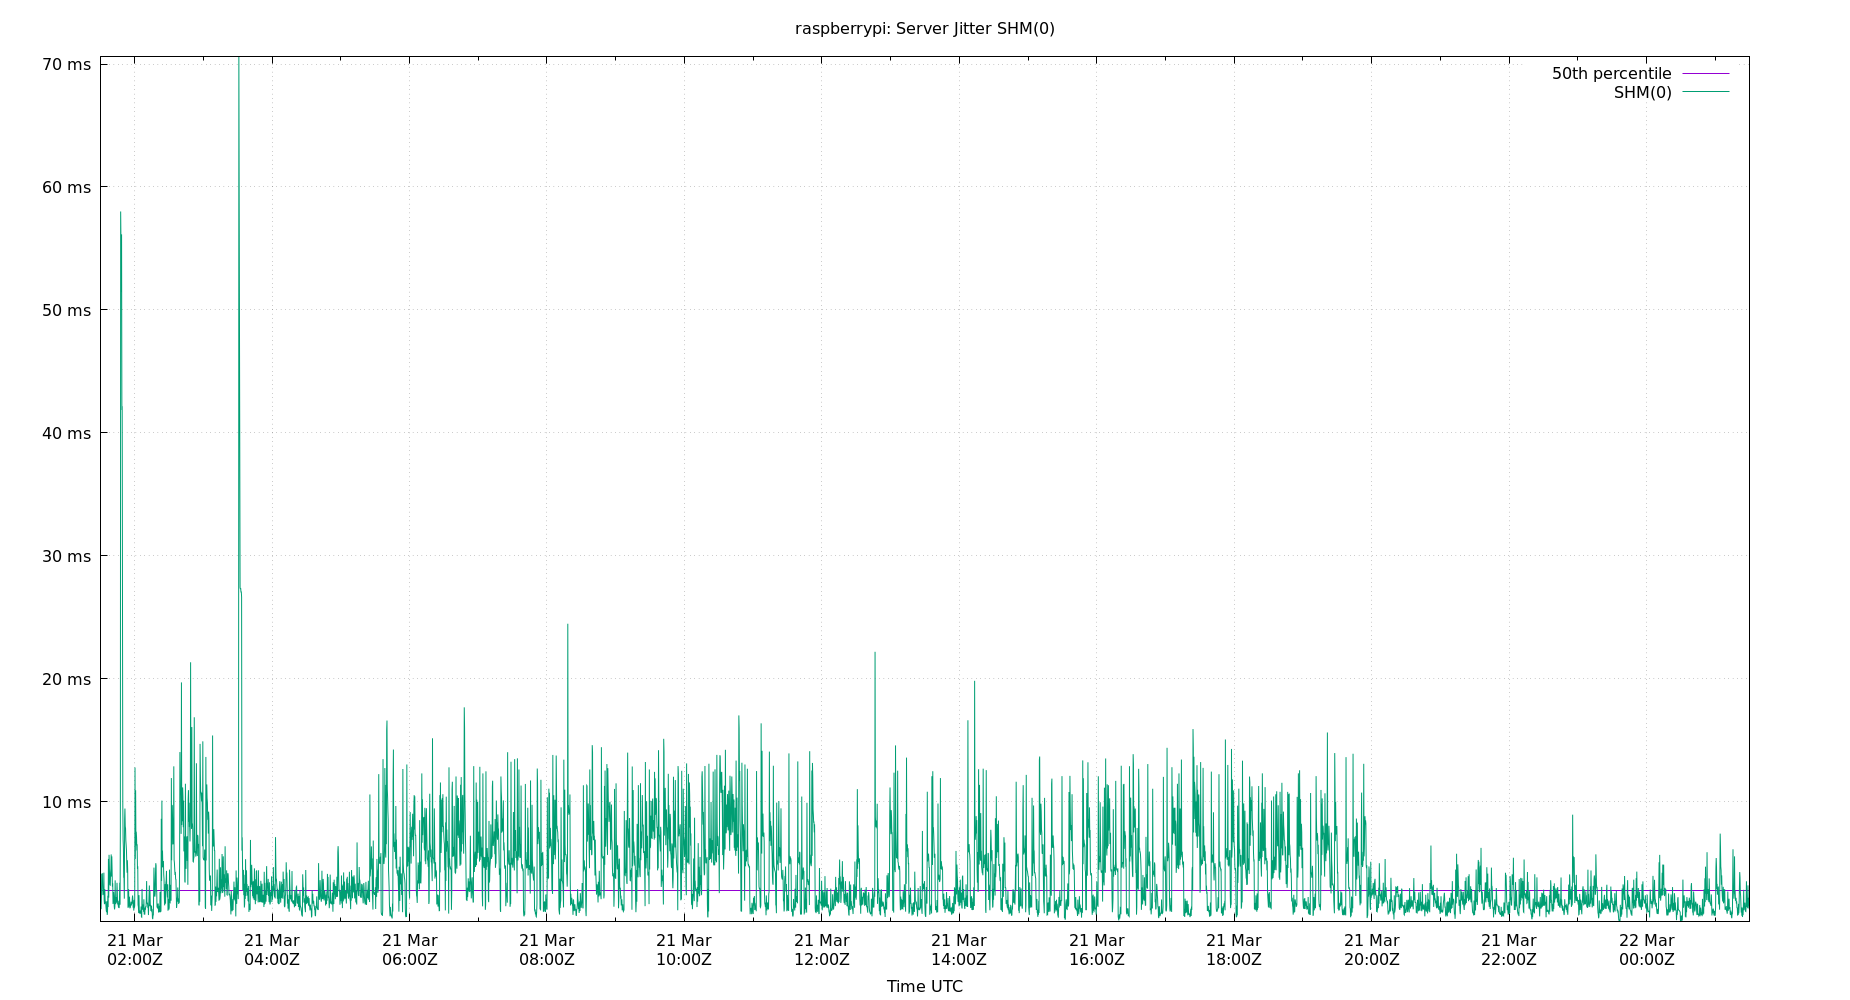 raspberrypi: Server Jitter SHM(0)
70 ms
50th percentile
SHM(0)
60 ms
50 ms
40 ms
30 ms
20 ms
10 ms
21 Mar 21 Mar 21 Mar 21 Mar 21 Mar 21 Mar 21 Mar 21 Mar 21 Mar 21 Mar 21 Mar 22 Mar
02:00Z 04:00Z 06:00Z 08:00Z 10:00Z 12:00Z 14:00Z 16:00Z 18:00Z 20:00Z 22:00Z 00:00Z
Time UTC